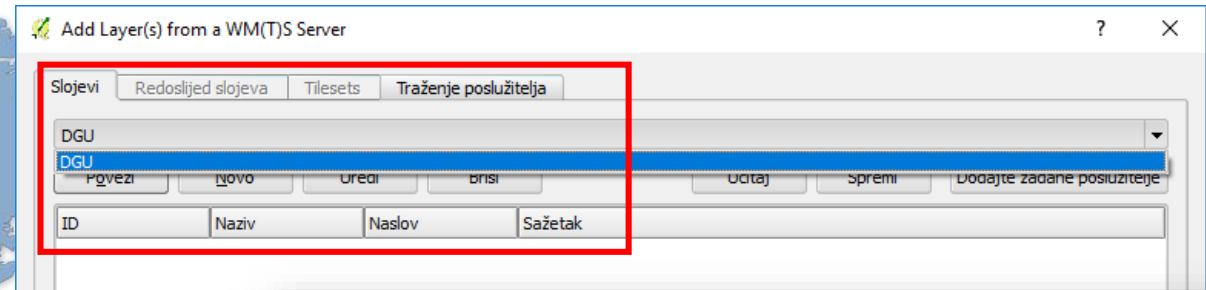 Add Layer(s) from a WM(T)S Server ? ×
Slojevi Redoslijed slojeva Tilesets Traženje poslužitelja
DGU
DGU
Poveži Novo Uredi Briši Učitaj Spremi Dodajte zadane poslužitelje
ID Naziv Naslov Sažetak